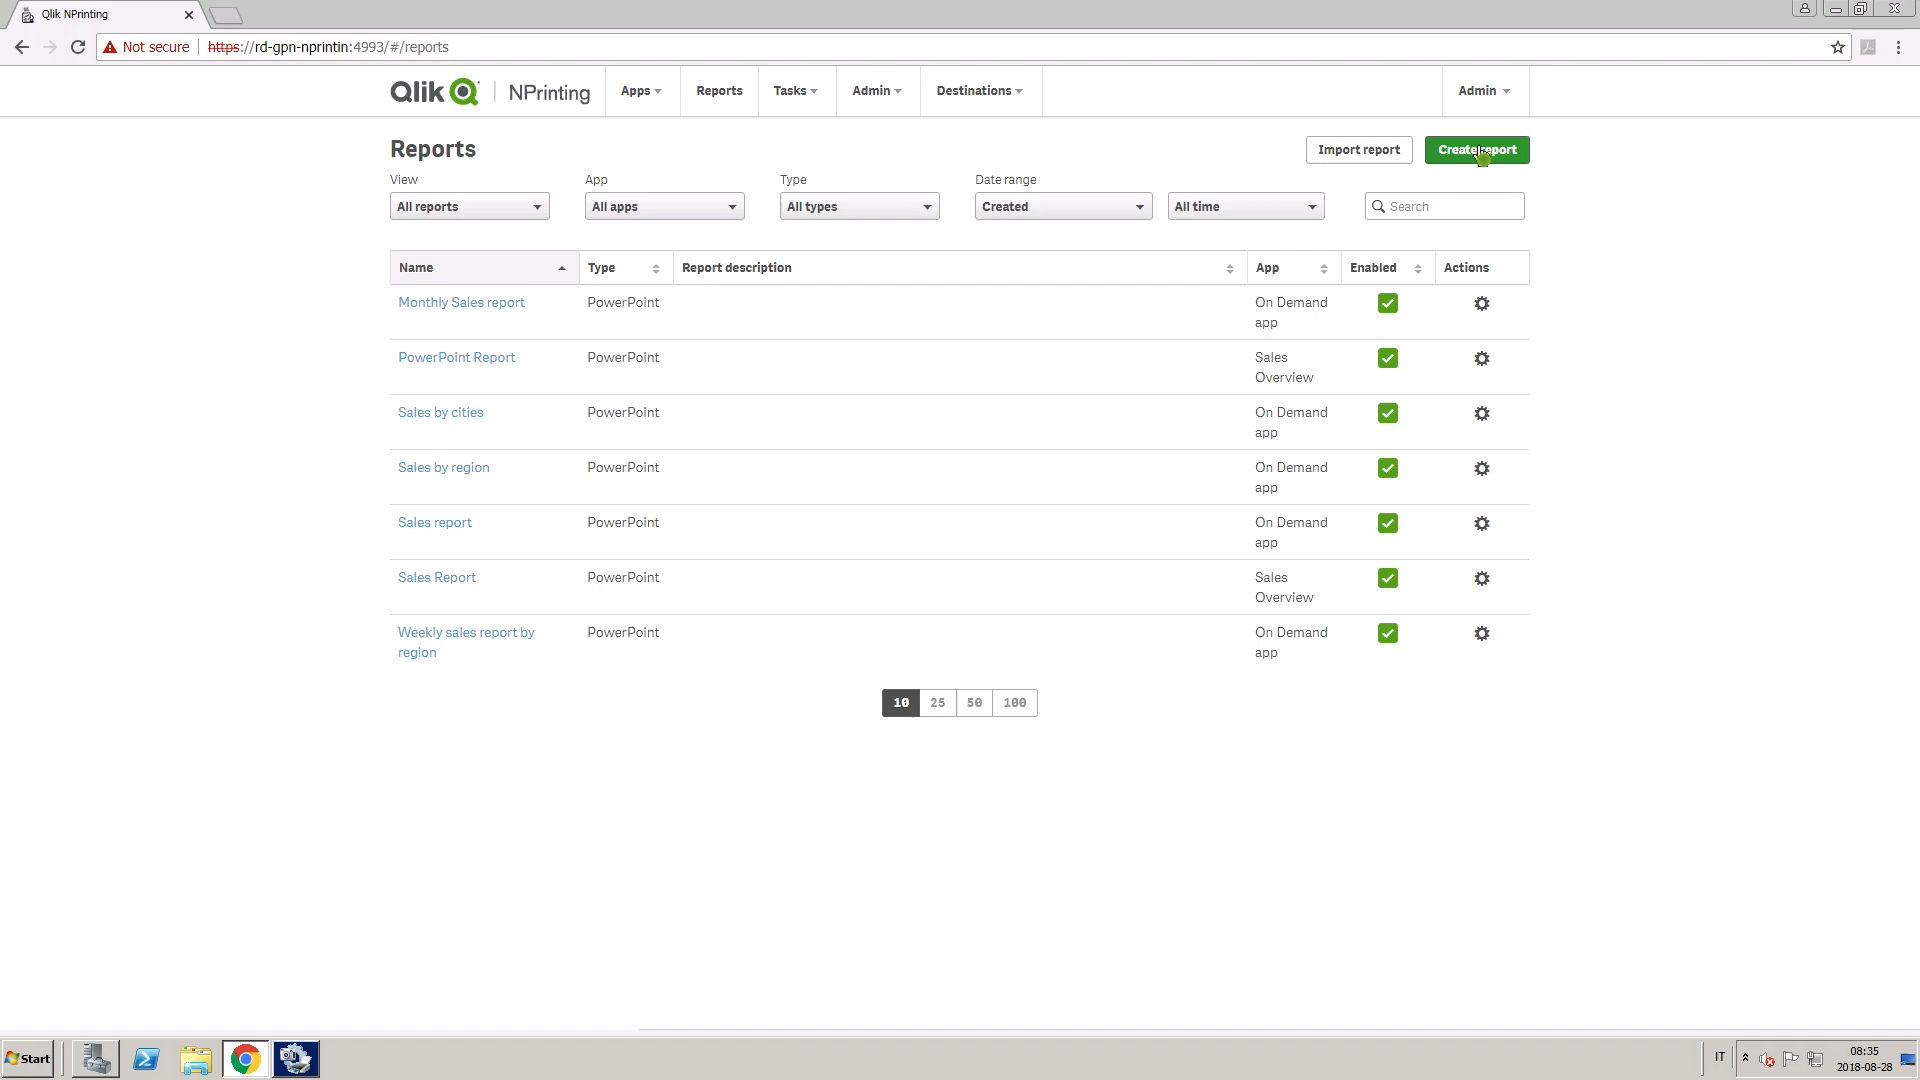 Qlik NPrinting
Not secure | https://rd-gpn-nprintin:4993/#/reports
Qlik | NPrinting Apps Reports Tasks Admin Destinations Admin
Reports Import report Create report
View App Type Date range
All reports All apps All types Created All time Search
Name Type Report description App Enabled Actions
Monthly Sales report PowerPoint On Demand
app
PowerPoint Report PowerPoint Sales
Overview
Sales by cities PowerPoint On Demand
app
Sales by region PowerPoint On Demand
app
Sales report PowerPoint On Demand
app
Sales Report PowerPoint Sales
Overview
Weekly sales report by PowerPoint On Demand
region app
10 25 50 100
Start IT 08:35
2018-08-28